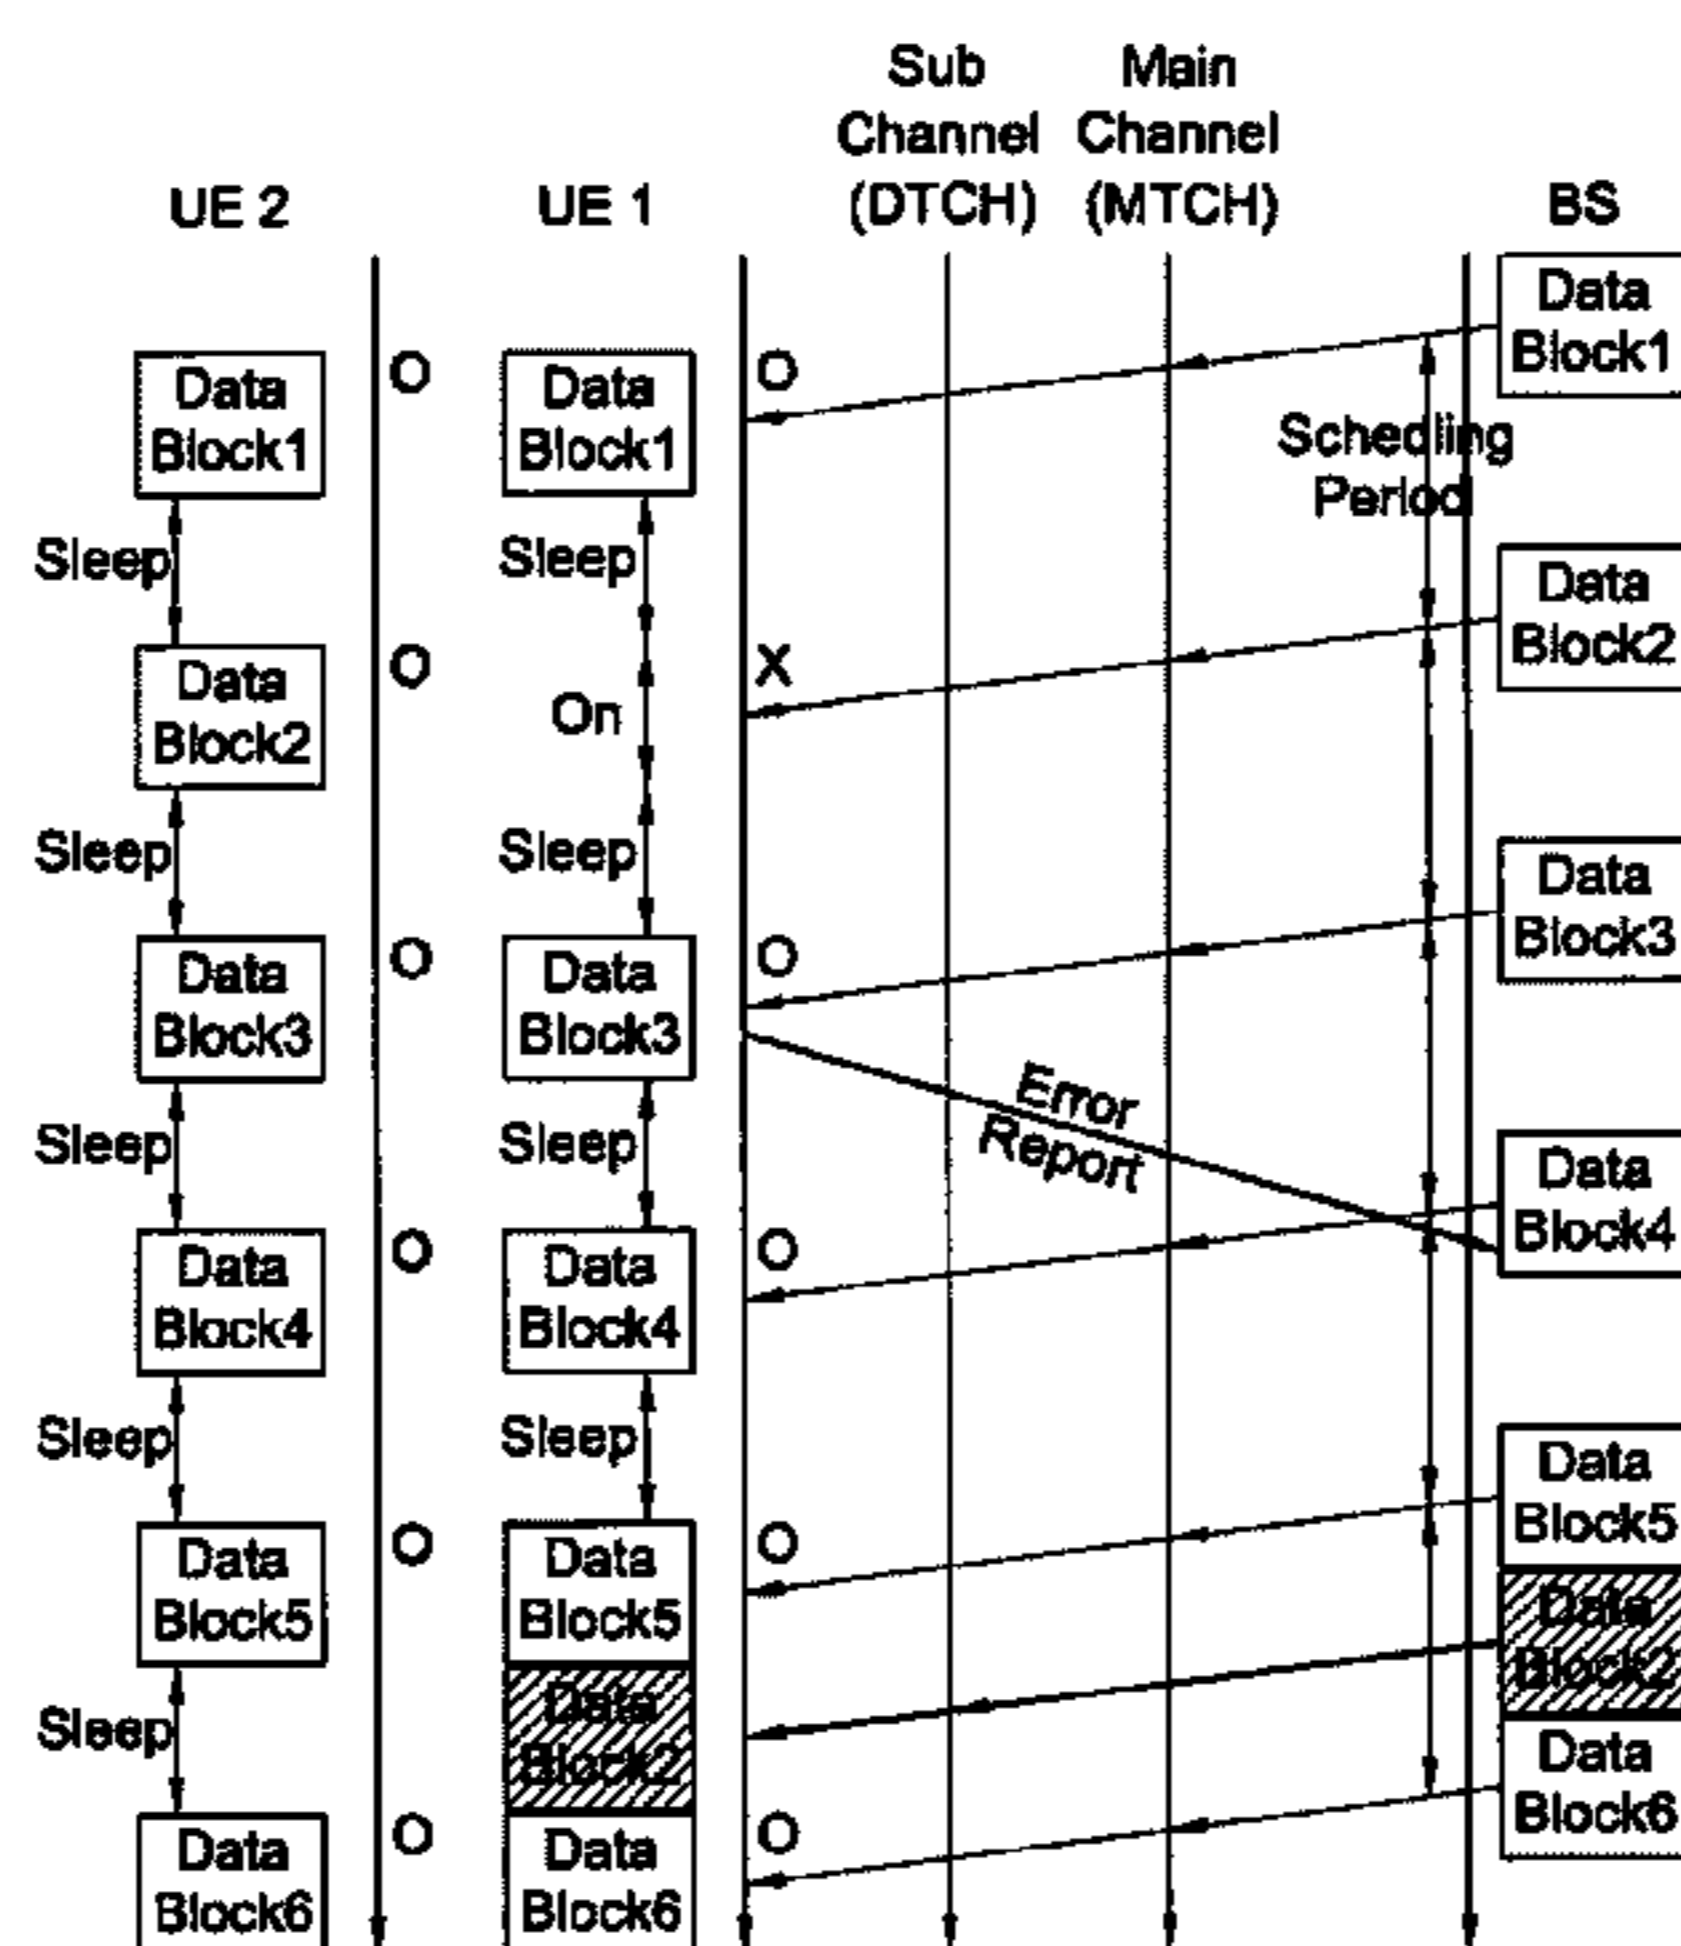 Sub
Channel
(DTCH)
Main
Channel
(MTCH)
UE 2
UE 1
BS
Data
Block1
O
Data
Block1
O
Data
Block1
Schedling
Period
Sleep
Sleep
Data
Block2
O
X
Data
Block2
On
Sleep
Sleep
Data
Block3
O
Data
Block3
O
Data
Block3
Error
Report
Sleep
Sleep
Data
Block4
O
Data
Block4
O
Data
Block4
Sleep
Sleep
Data
Block5
O
Data
Block5
O
Data
Block5
Data
Block2
Data
Block2
Sleep
Data
Block6
O
Data
Block6
O
Data
Block6